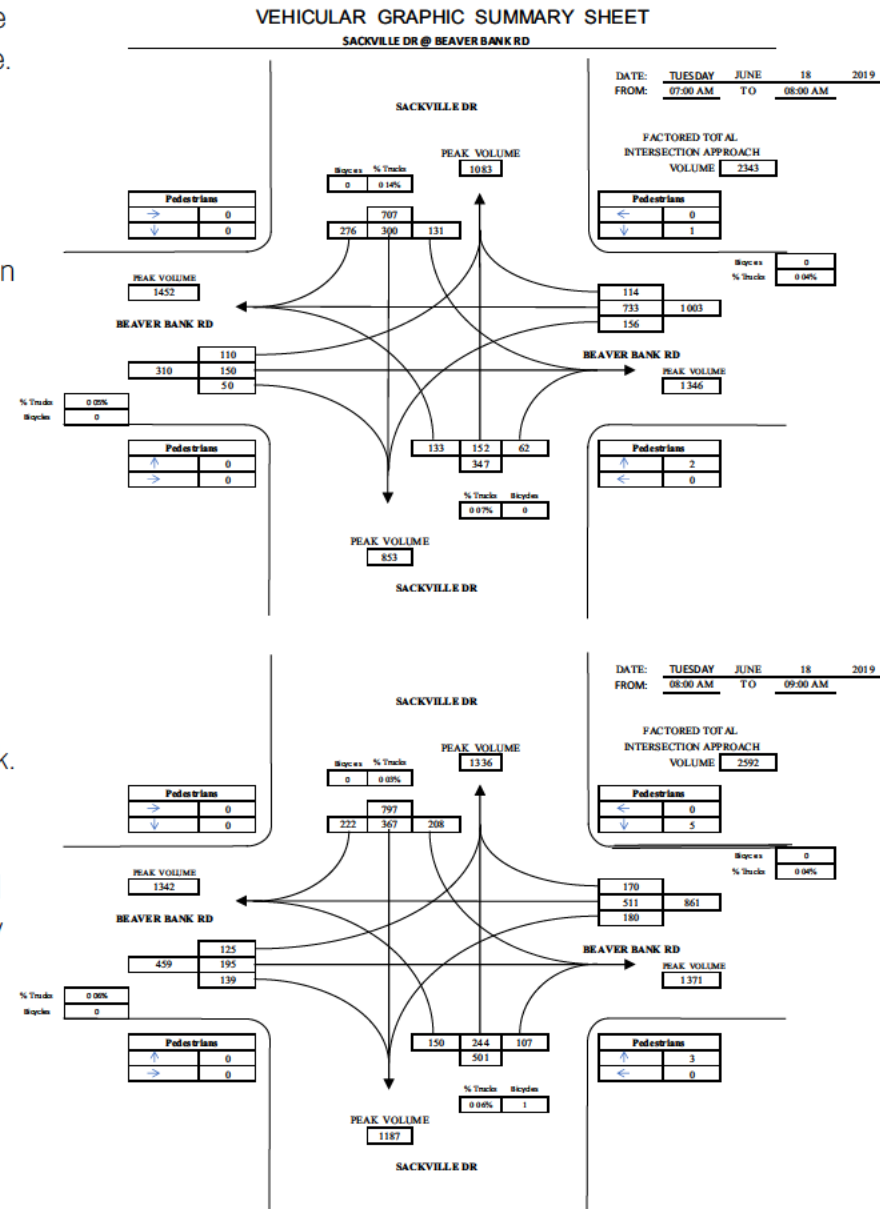 VEHICULAR GRAPHIC SUMMARY SHEET
SACKVILLE DR @ BEAVER BANK RD
e
e.
DATE: TUESDAY JUNE 18 2019
FROM: 07:00 AM TO 08:00 AM
SACKVILLE DR
FACTORED TOTAL
INTERSECTION APPROACH
VOLUME 2343
PEAK VOLUME
1083
Bicyc es % Trucks
0 0 14%
Pedestrians
→ 0
↓ 0
707
276 300 131
Pedestrians
← 0
↓ 1
n
Bicyc es 0
% Trucks 0 04%
PEAK VOLUME
1452
BEAVER BANK RD
114
733 1003
156
110
310 150
50
BEAVER BANK RD
PEAK VOLUME
1346
% Trucks 0 05%
Bicycles 0
133 152 62
347
Pedestrians
↑ 0
→ 0
Pedestrians
↑ 2
← 0
% Trucks Bicycles
0 07% 0
PEAK VOLUME
853
SACKVILLE DR
DATE: TUESDAY JUNE 18 2019
FROM: 08:00 AM TO 09:00 AM
SACKVILLE DR
FACTORED TOTAL
INTERSECTION APPROACH
VOLUME 2592
PEAK VOLUME
1336
k.
Bicyc es % Trucks
0 0 03%
Pedestrians
→ 0
↓ 0
797
222 367 208
Pedestrians
← 0
↓ 5
Bicyc es 0
% Trucks 0 04%
PEAK VOLUME
1342
BEAVER BANK RD
170
511 861
180
125
459 195
139
BEAVER BANK RD
PEAK VOLUME
1371
% Trucks 0 06%
Bicycles 0
150 244 107
501
Pedestrians
↑ 0
→ 0
Pedestrians
↑ 3
← 0
% Trucks Bicycles
0 06% 1
PEAK VOLUME
1187
SACKVILLE DR